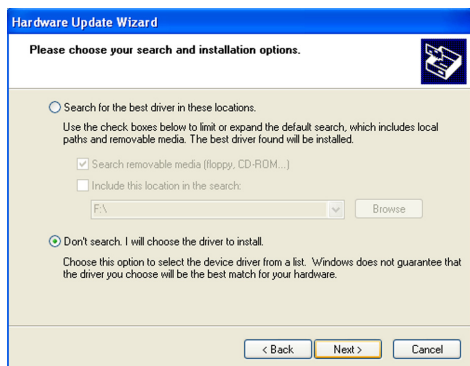 Hardware Update Wizard
Please choose your search and installation options.
Search for the best driver in these locations.
Use the check boxes below to limit or expand the default search, which includes local
paths and removable media. The best driver found will be installed.
Search removable media (floppy, CD-ROM...)
Include this location in the search:
F:\
Browse
Don't search. I will choose the driver to install.
Choose this option to select the device driver from a list. Windows does not guarantee that
the driver you choose will be the best match for your hardware.
< Back Next > Cancel